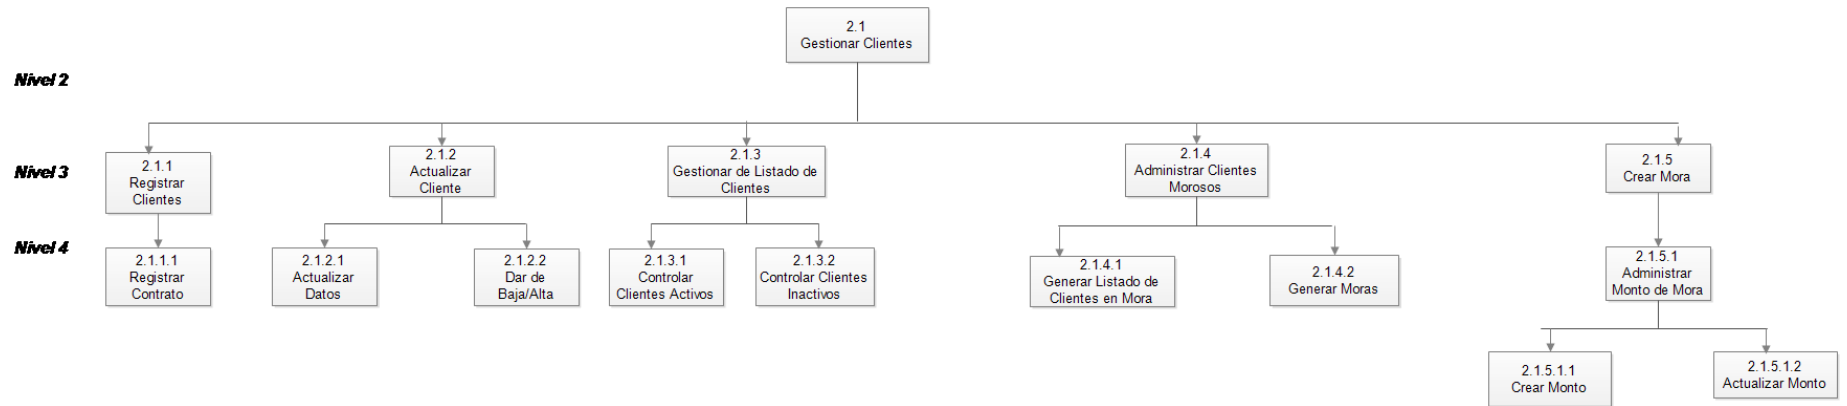 2.1
Gestionar Clientes
Nivel 2
Nivel 3
2.1.1
Registrar
Clientes
2.1.2
Actualizar
Cliente
2.1.3
Gestionar de Listado de
Clientes
2.1.4
Administrar Clientes
Morosos
2.1.5
Crear Mora
Nivel 4
2.1.1.1
Registrar
Contrato
2.1.2.1
Actualizar
Datos
2.1.2.2
Dar de
Baja/Alta
2.1.3.1
Controlar
Clientes Activos
2.1.3.2
Controlar Clientes
Inactivos
2.1.4.1
Generar Listado de
Clientes en Mora
2.1.4.2
Generar Moras
2.1.5.1
Administrar
Monto de Mora
2.1.5.1.1
Crear Monto
2.1.5.1.2
Actualizar Monto